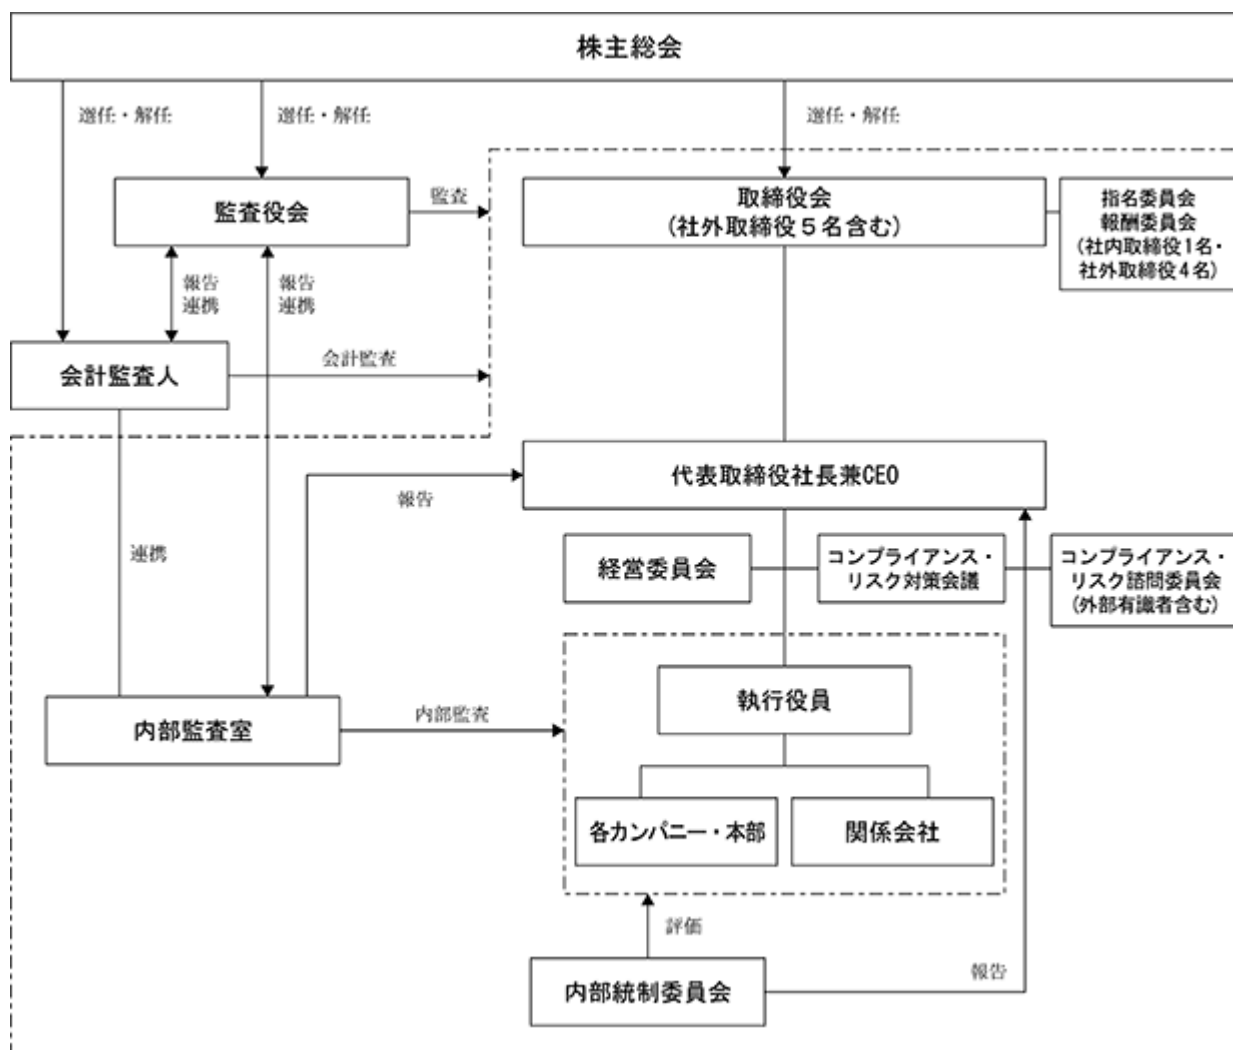 株主総会
選任・解任
選任・解任
選任・解任
監査役会
監査
取締役会
(社外取締役5名含む)
指名委員会
報酬委員会
(社内取締役1名・
社外取締役4名)
報告
連携
報告
連携
会計監査人
会計監査
代表取締役社長兼CEO
報告
連携
経営委員会
コンプライアンス・
リスク対策会議
コンプライアンス・
リスク諮問委員会
(外部有識者含む)
執行役員
内部監査室
内部監査
各カンパニー・本部
関係会社
評価
内部統制委員会
報告